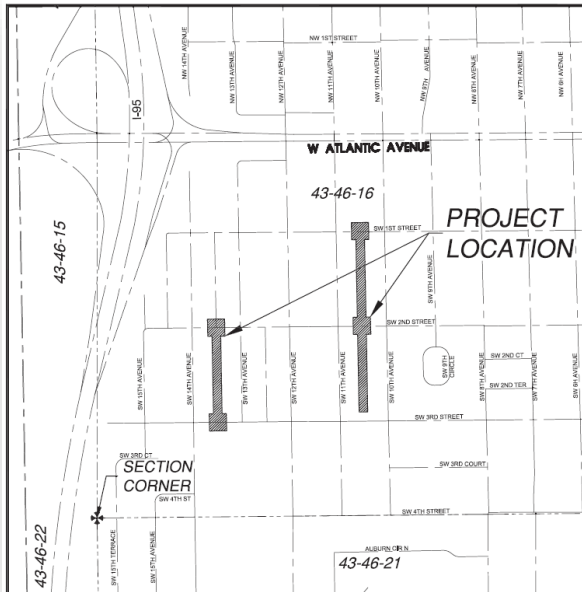 NW 1ST STREET
NW 14TH AVENUE
NW 13TH AVENUE
NW 12TH AVENUE
NW 11TH AVENUE
NW 10TH AVENUE
NW 9TH AVENUE
NW 8TH AVENUE
NW 7TH AVENUE
NW 6H AVENUE
I-95
W ATLANTIC AVENUE
43-46-16
43-46-15
PROJECT
LOCATION
SW 1ST STREET
SW 9TH AVENUE
SW 2ND STREET
SW 15TH AVENUE
SW 14TH AVENUE
SW 13TH AVENUE
SW 12TH AVENUE
SW 11TH AVENUE
SW 10TH AVENUE
SW 9TH
CIRCLE
SW 8TH AVENUE
SW 2ND CT
SW 2ND TER
SW 7TH AVENUE
SW 6H AVENUE
SW 3RD STREET
SW 3RD CT
SECTION
CORNER
SW 4TH ST
SW 3RD COURT
SW 4TH STREET
SW 15TH TERRACE
SW 15TH AVENUE
AUBURN CIR N
43-46-22
43-46-21